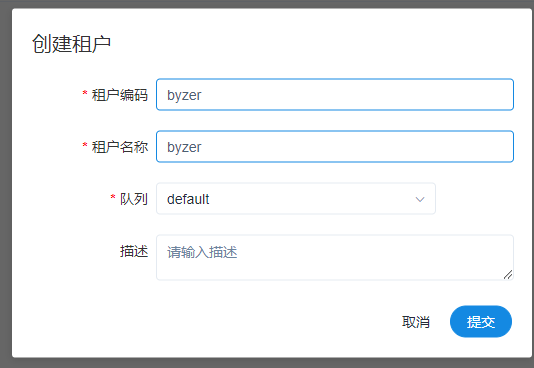 创建租户
* 租户编码 byzer
* 租户名称 byzer
* 队列 default
描述 请输入描述
取消 提交